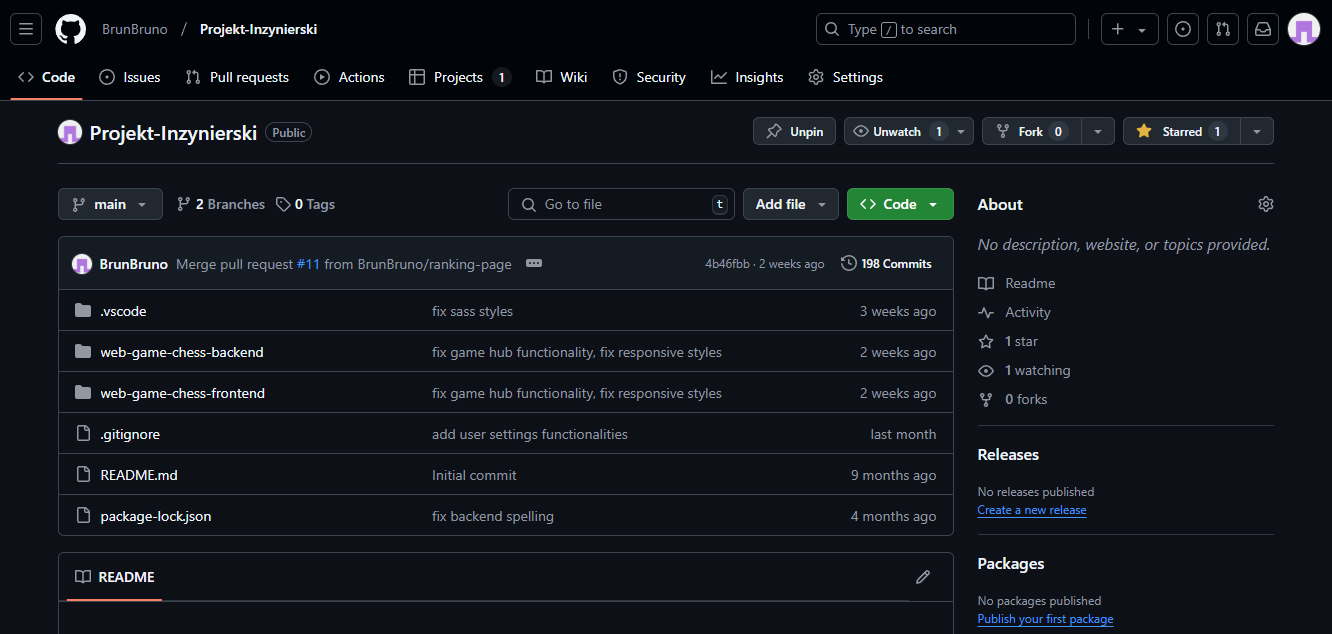 BrunBruno / Projekt-Inzynierski Type / to search
Code Issues Pull requests Actions Projects 1 Wiki Security Insights Settings
Projekt-Inzynierski Public Unpin Unwatch 1 Fork 0 Starred 1
main 2 Branches 0 Tags Go to file t Add file Code
BrunBruno Merge pull request #11 from BrunBruno/ranking-page 4b46fbb · 2 weeks ago 198 Commits
.vscode fix sass styles 3 weeks ago
web-game-chess-backend fix game hub functionality, fix responsive styles 2 weeks ago
web-game-chess-frontend fix game hub functionality, fix responsive styles 2 weeks ago
.gitignore add user settings functionalities last month
README.md Initial commit 9 months ago
package-lock.json fix backend spelling 4 months ago
README
About
No description, website, or topics provided.
Readme
Activity
1 star
1 watching
0 forks
Releases
No releases published
Create a new release
Packages
No packages published
Publish your first package